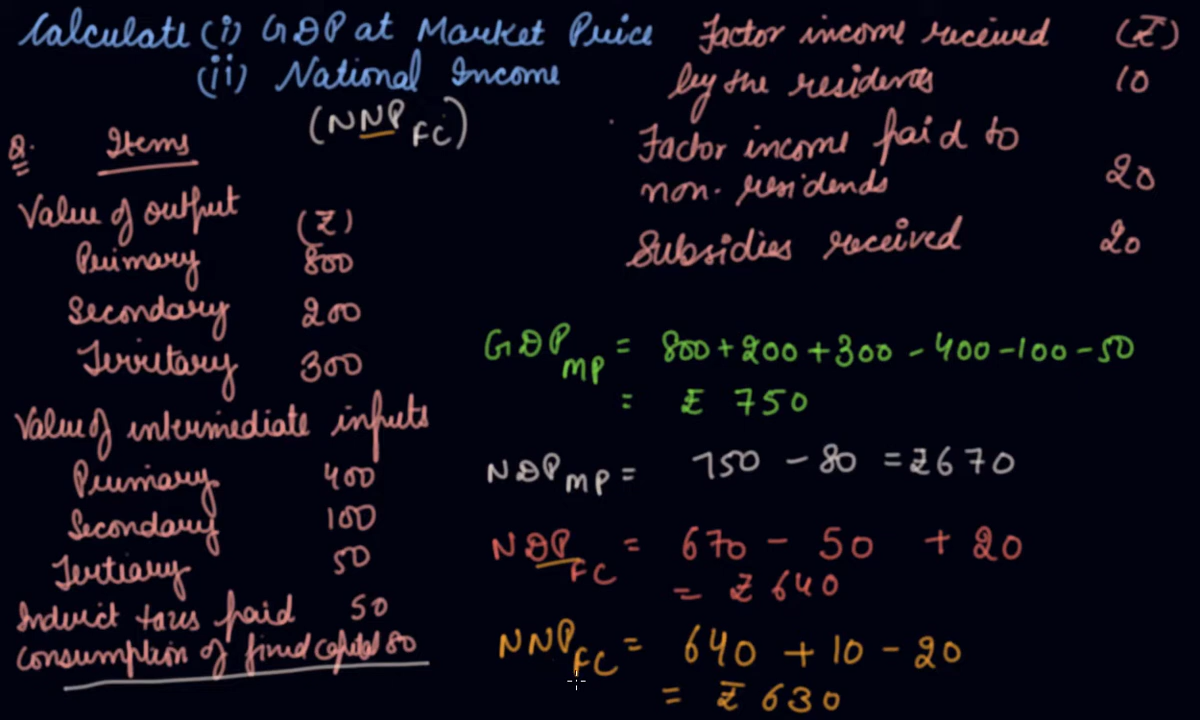 Calculate (i) GDP at Market Price
(ii) National Income
(NNP FC)
Q. Items
Value of output (₹)
Primary 800
Secondary 200
Terrietary 300
Value of intermediate inputs
Primary 400
Secondary 100
Tertiary 50
Indirect taxes paid 50
Consumption of fixed capital 80
Factor income received (₹)
by the residents 10
Factor income paid to
non-residends 20
Subsidies received 20
GDP MP = 800 + 200 + 300 - 400 - 100 - 50
= ₹ 750
NDP MP = 750 - 80 = ₹ 670
NDP FC = 670 - 50 + 20
= ₹ 640
NNP FC = 640 + 10 - 20
= ₹ 630